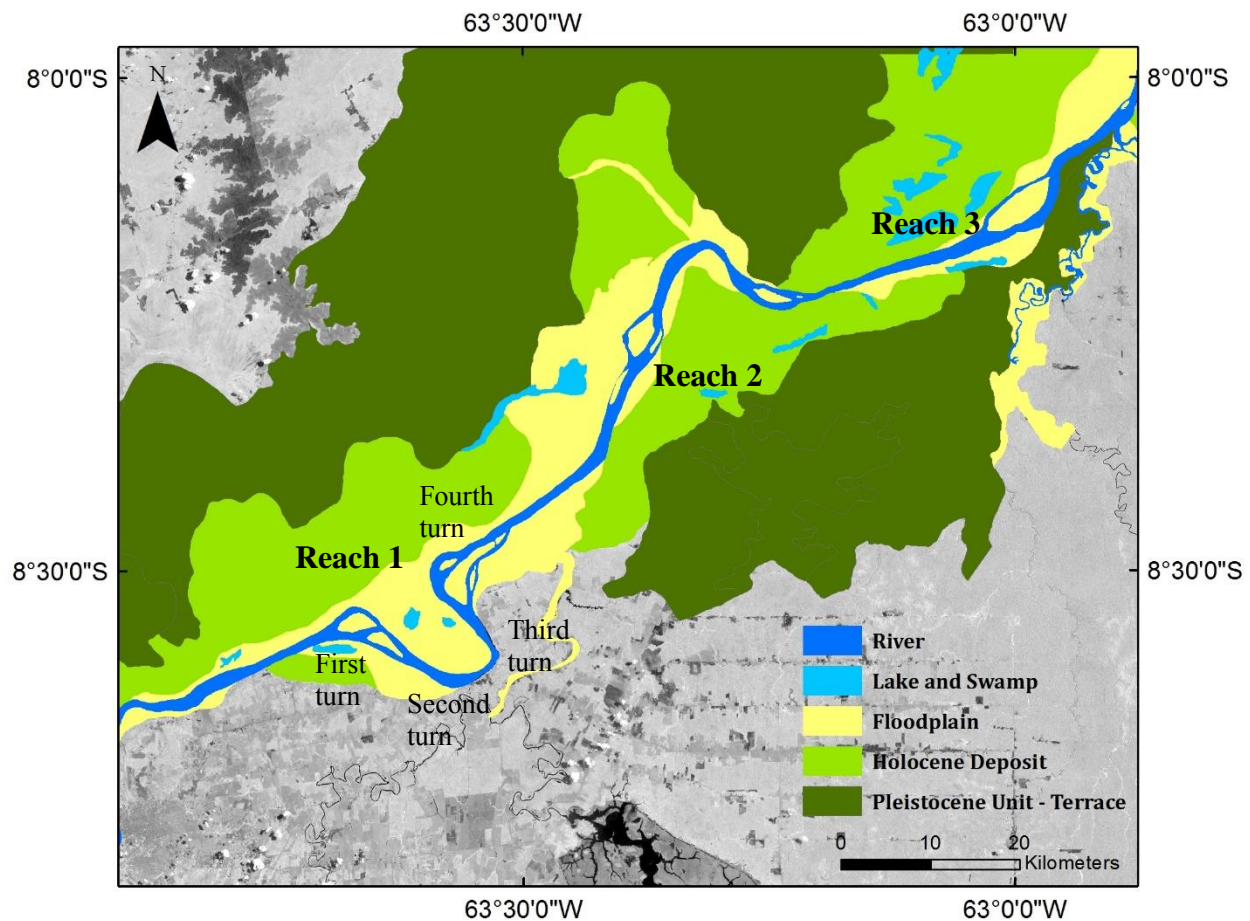 63°30'0"W
63°0'0"W
8°0'0"S
8°0'0"S
N
Reach 3
Reach 2
Fourth
turn
Reach 1
8°30'0"S
8°30'0"S
Third
turn
First
turn
Second
turn
River
Lake and Swamp
Floodplain
Holocene Deposit
Pleistocene Unit - Terrace
0
10
20
Kilometers
63°30'0"W
63°0'0"W